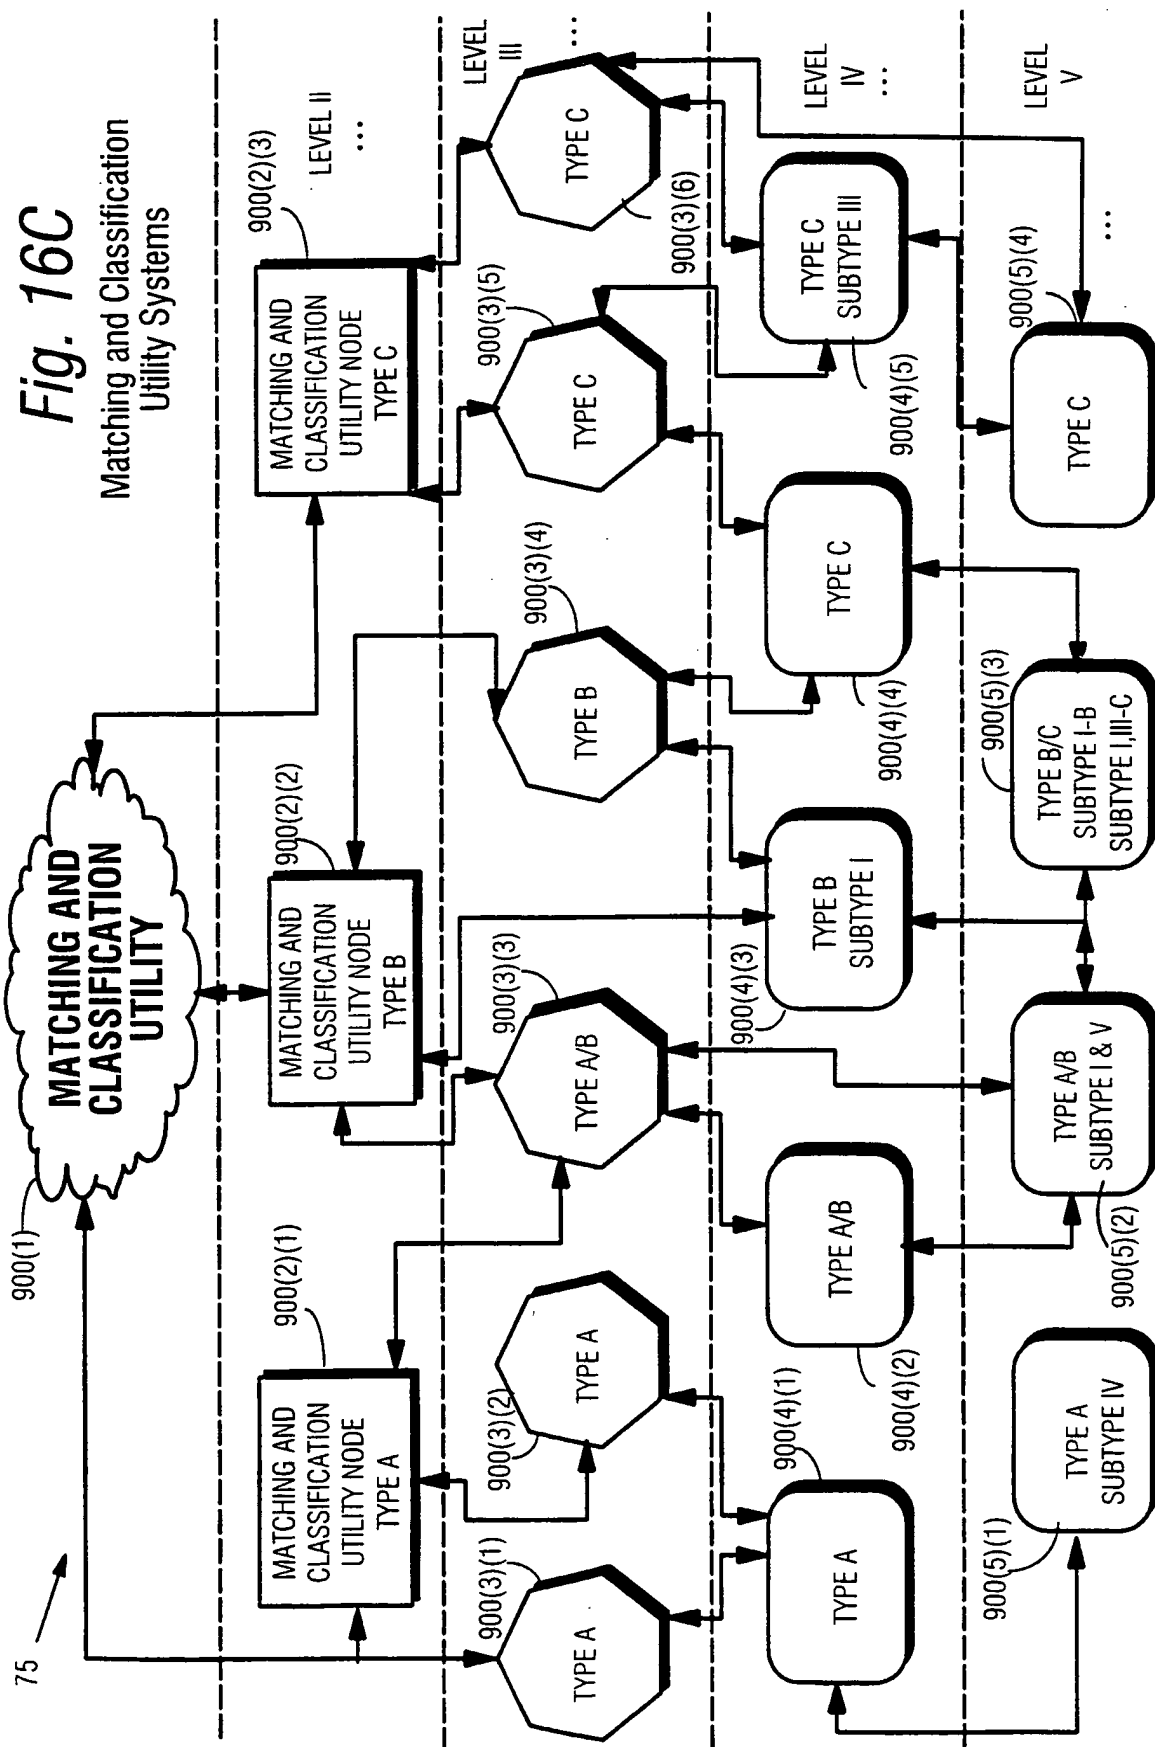 Fig. 16C
Matching and Classification
Utility Systems
75
900(1)
MATCHING AND
CLASSIFICATION
UTILITY
LEVEL II
...
900(2)(1)
MATCHING AND
CLASSIFICATION
UTILITY NODE
TYPE A
900(2)(2)
MATCHING AND
CLASSIFICATION
UTILITY NODE
TYPE B
900(2)(3)
MATCHING AND
CLASSIFICATION
UTILITY NODE
TYPE C
LEVEL
III
...
900(3)(1)
TYPE A
900(3)(2)
TYPE A
900(3)(3)
TYPE A/B
900(3)(4)
TYPE B
900(3)(5)
TYPE C
900(3)(6)
TYPE C
LEVEL
IV
...
900(4)(1)
TYPE A
900(4)(2)
TYPE A/B
900(4)(3)
TYPE B
SUBTYPE I
900(4)(4)
TYPE C
900(4)(5)
TYPE C
SUBTYPE III
LEVEL
V
...
900(5)(1)
TYPE A
SUBTYPE IV
900(5)(2)
TYPE A/B
SUBTYPE I & V
900(5)(3)
TYPE B/C
SUBTYPE I-B
SUBTYPE I,III-C
900(5)(4)
TYPE C